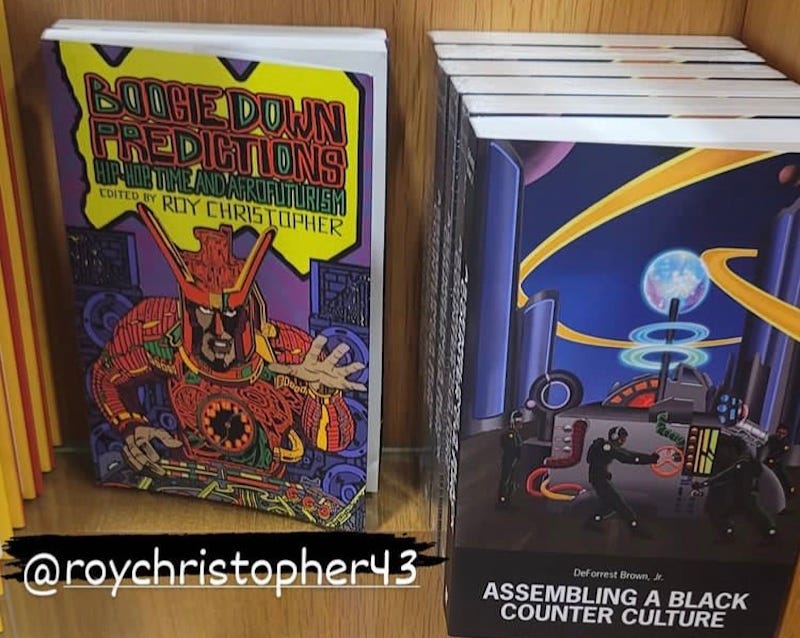 BOOGIE DOWN
PREDICTIONS
HIP-HOP, TIME, AND AFROFUTURISM
EDITED BY ROY CHRISTOPHER
@roychristopher43
DeForrest Brown, Jr.
ASSEMBLING A BLACK
COUNTER CULTURE